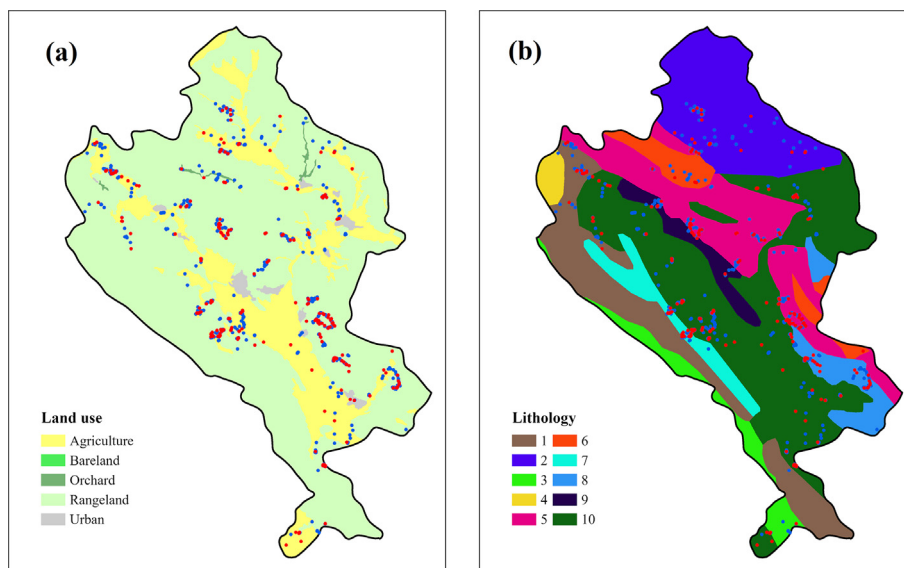 (a)
Land use
Agriculture
Bareland
Orchard
Rangeland
Urban
(b)
Lithology
1 6
2 7
3 8
4 9
5 10